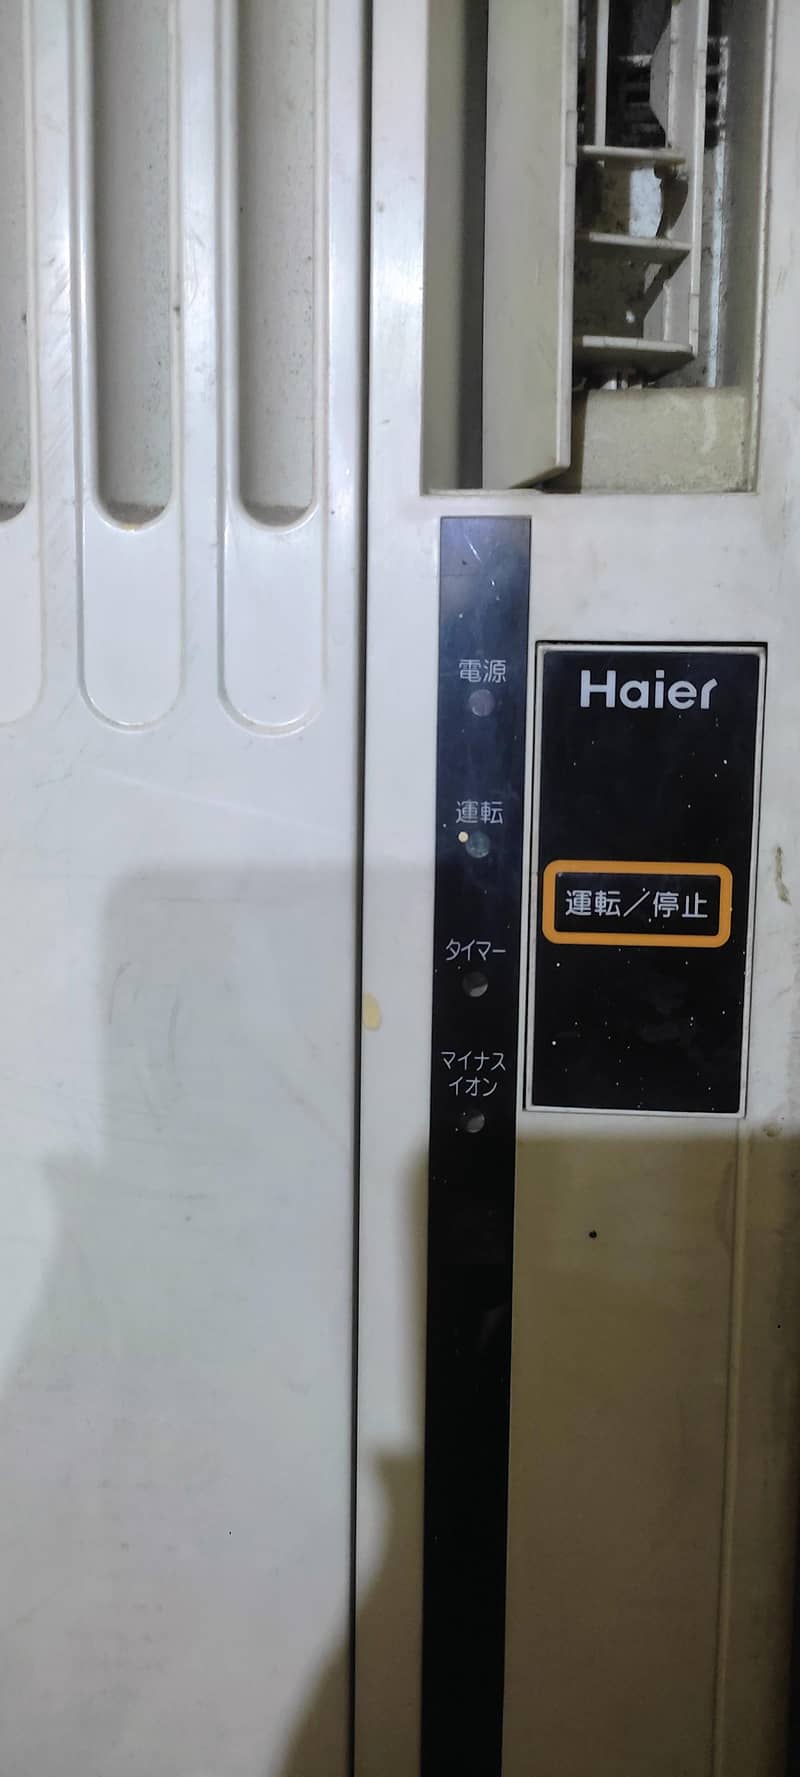 電源
運転
タイマー
マイナス
イオン
Haier
運転／停止